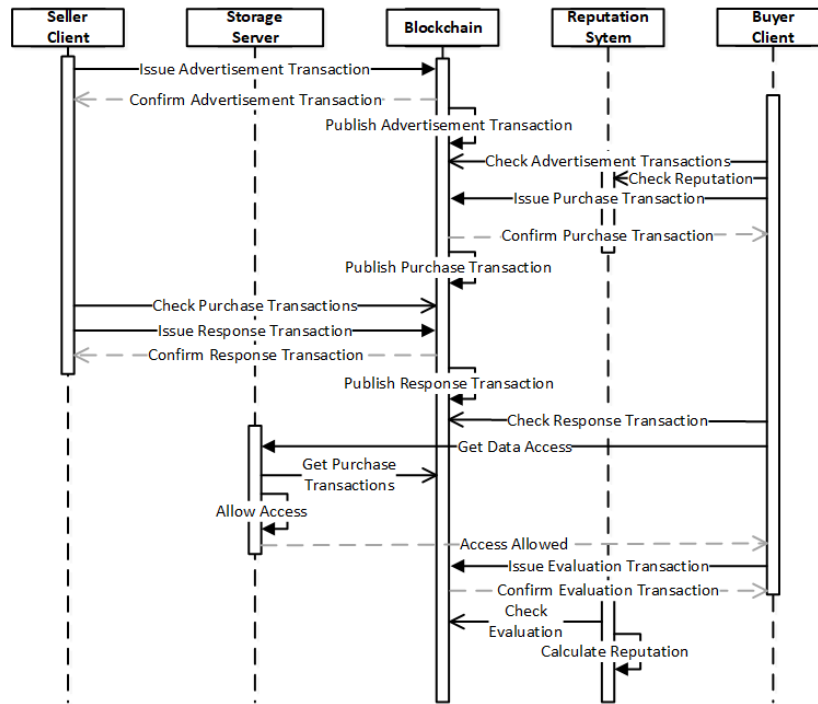 Seller
Client
Storage
Server
Blockchain
Reputation
Sytem
Buyer
Client
Issue Advertisement Transaction
Confirm Advertisement Transaction
Publish Advertisement Transaction
Check Advertisement Transactions
Check Reputation
Issue Purchase Transaction
Confirm Purchase Transaction
Publish Purchase Transaction
Check Purchase Transactions
Issue Response Transaction
Confirm Response Transaction
Publish Response Transaction
Check Response Transaction
Get Data Access
Get Purchase
Transactions
Allow Access
Access Allowed
Issue Evaluation Transaction
Confirm Evaluation Transaction
Check
Evaluation
Calculate Reputation